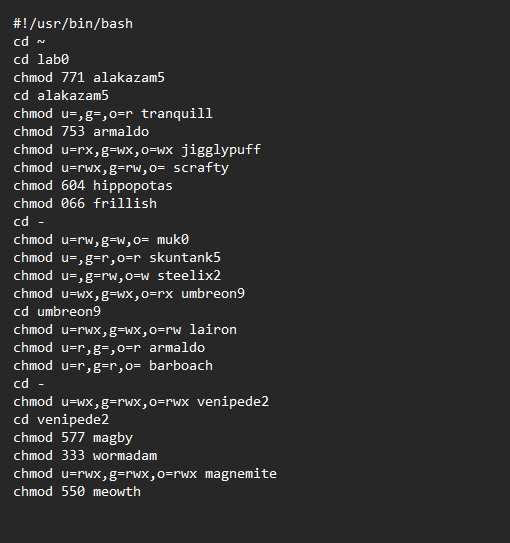 #!/usr/bin/bash
cd ~
cd lab0
chmod 771 alakazam5
cd alakazam5
chmod u=,g=,o=r tranquill
chmod 753 armaldo
chmod u=rx,g=wx,o=wx jigglypuff
chmod u=rwx,g=rw,o= scrafty
chmod 604 hippopotas
chmod 066 frillish
cd -
chmod u=rw,g=w,o= muk0
chmod u=,g=r,o=r skuntank5
chmod u=,g=rw,o=w steelix2
chmod u=wx,g=wx,o=rx umbreon9
cd umbreon9
chmod u=rwx,g=wx,o=rw lairon
chmod u=r,g=,o=r armaldo
chmod u=r,g=r,o= barboach
cd -
chmod u=wx,g=rwx,o=rwx venipede2
cd venipede2
chmod 577 magby
chmod 333 wormadam
chmod u=rwx,g=rwx,o=rwx magnemite
chmod 550 meowth